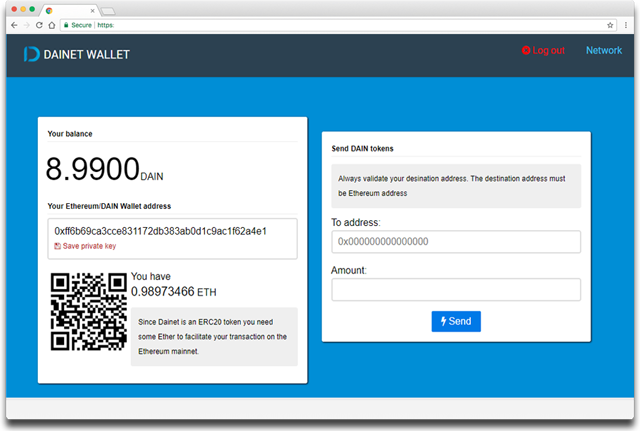 Secure
https:
DAINET WALLET
Log out
Network
Your balance
8.9900DAIN
Your Ethereum/DAIN Wallet address
0xff6b69ca3cce831172db383ab0d1c9ac1f62a4e1
Save private key
You have
0.98973466 ETH
Since Dainet is an ERC20 token you need
some Ether to facilitate your transaction on the
Ethereum mainnet.
Send DAIN tokens
Always validate your desination address. The destination address must
be Ethereum address
To address:
0x000000000000000
Amount:
Send